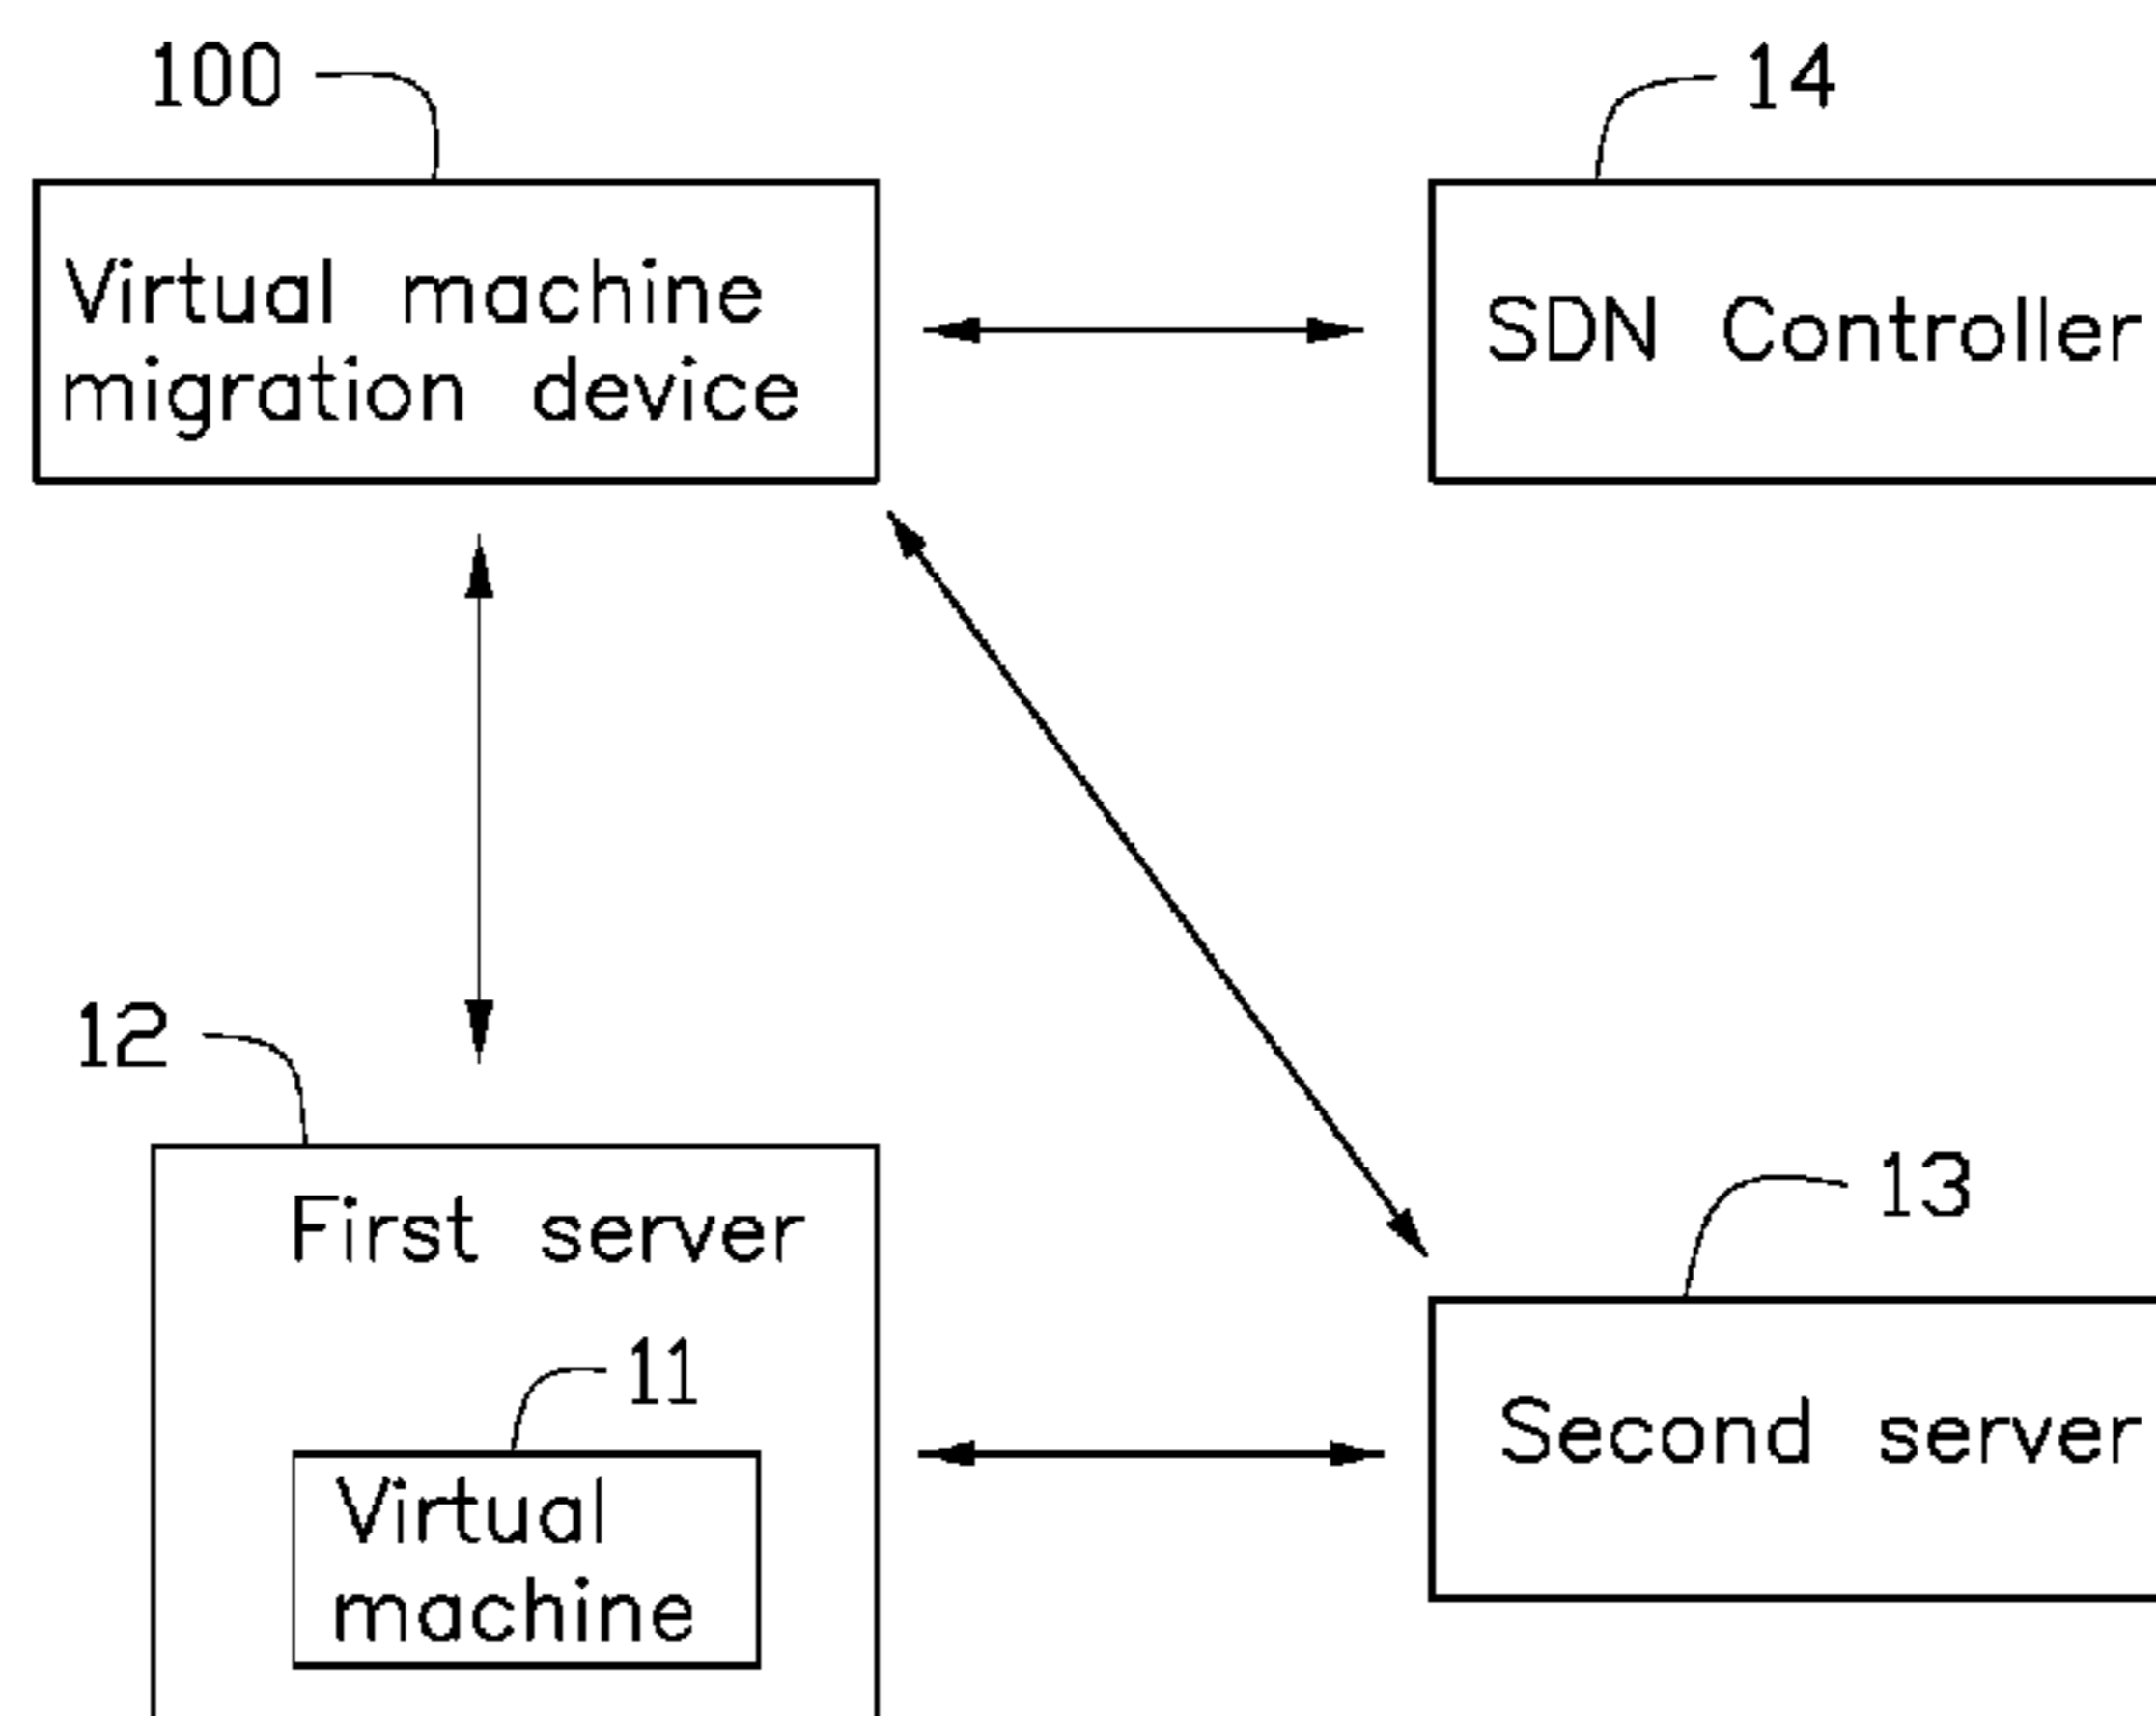 100
14
Virtual machine
migration device
SDN Controller
12
13
First server
11
Second server
Virtual
machine